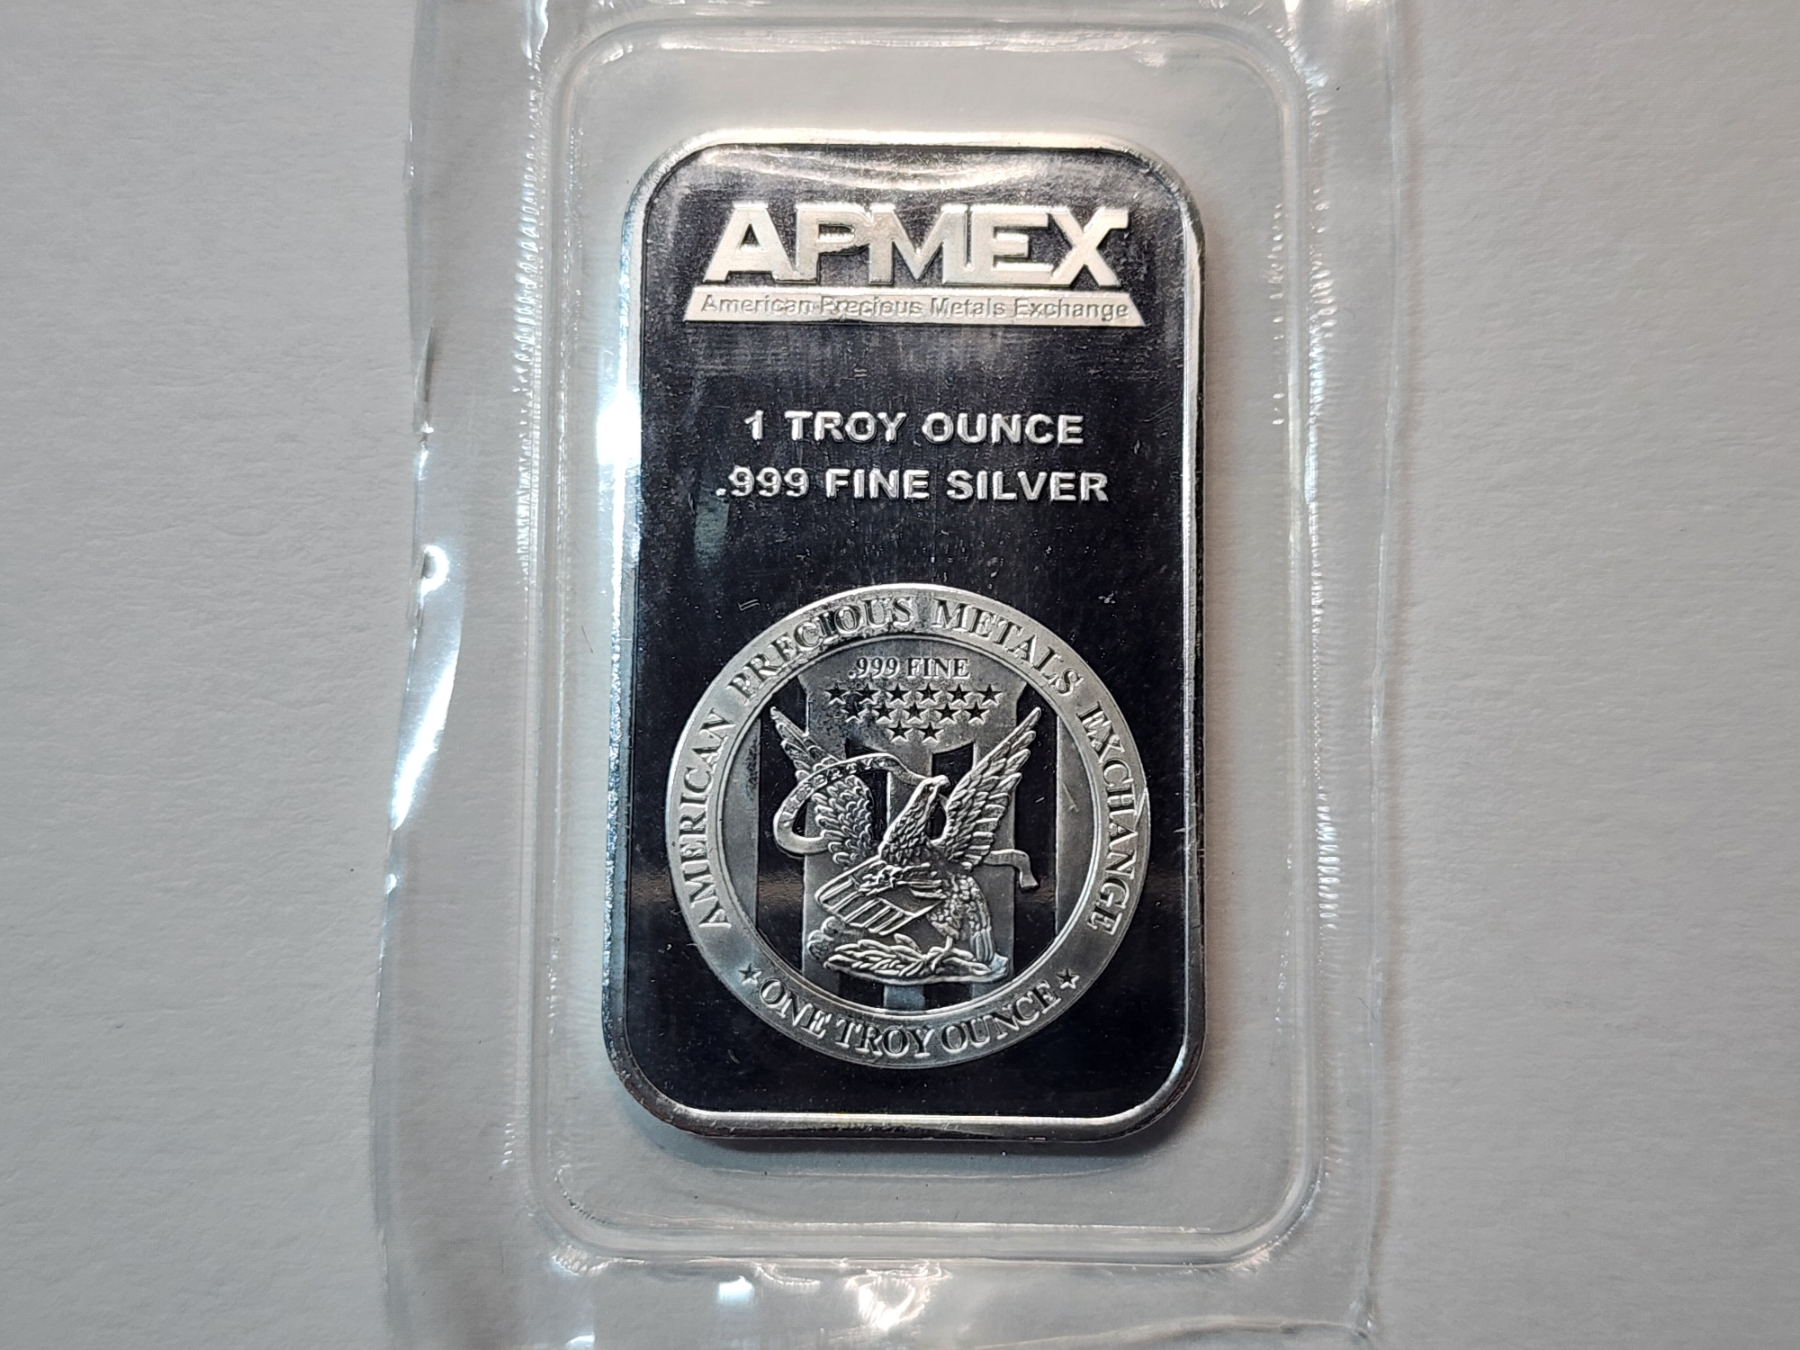 APMEX
American Precious Metals Exchange
1 TROY OUNCE
.999 FINE SILVER
AMERICAN PRECIOUS METALS EXCHANGE
.999 FINE
★ ONE TROY OUNCE ★